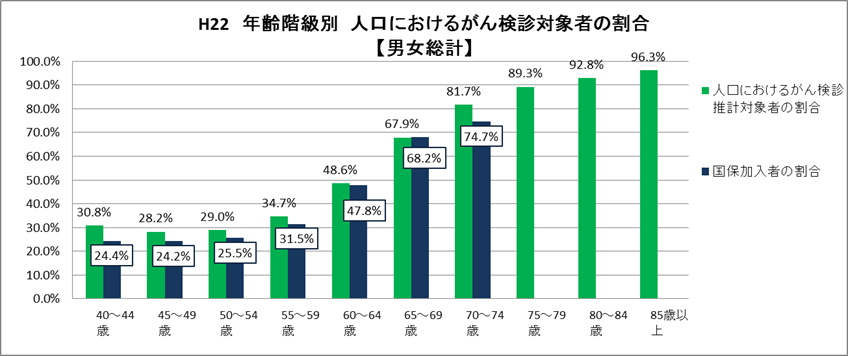 H22　年齢階級別　人口におけるがん検診対象者の割合
【男女総計】
100.0%
90.0%
80.0%
70.0%
60.0%
50.0%
40.0%
30.0%
20.0%
10.0%
0.0%
30.8%
28.2%
29.0%
34.7%
48.6%
67.9%
81.7%
89.3%
92.8%
96.3%
24.4%
24.2%
25.5%
31.5%
47.8%
68.2%
74.7%
40～44
歳
45～49
歳
50～54
歳
55～59
歳
60～64
歳
65～69
歳
70～74
歳
75～79
歳
80～84
歳
85歳以
上
人口におけるがん検診
推計対象者の割合
国保加入者の割合